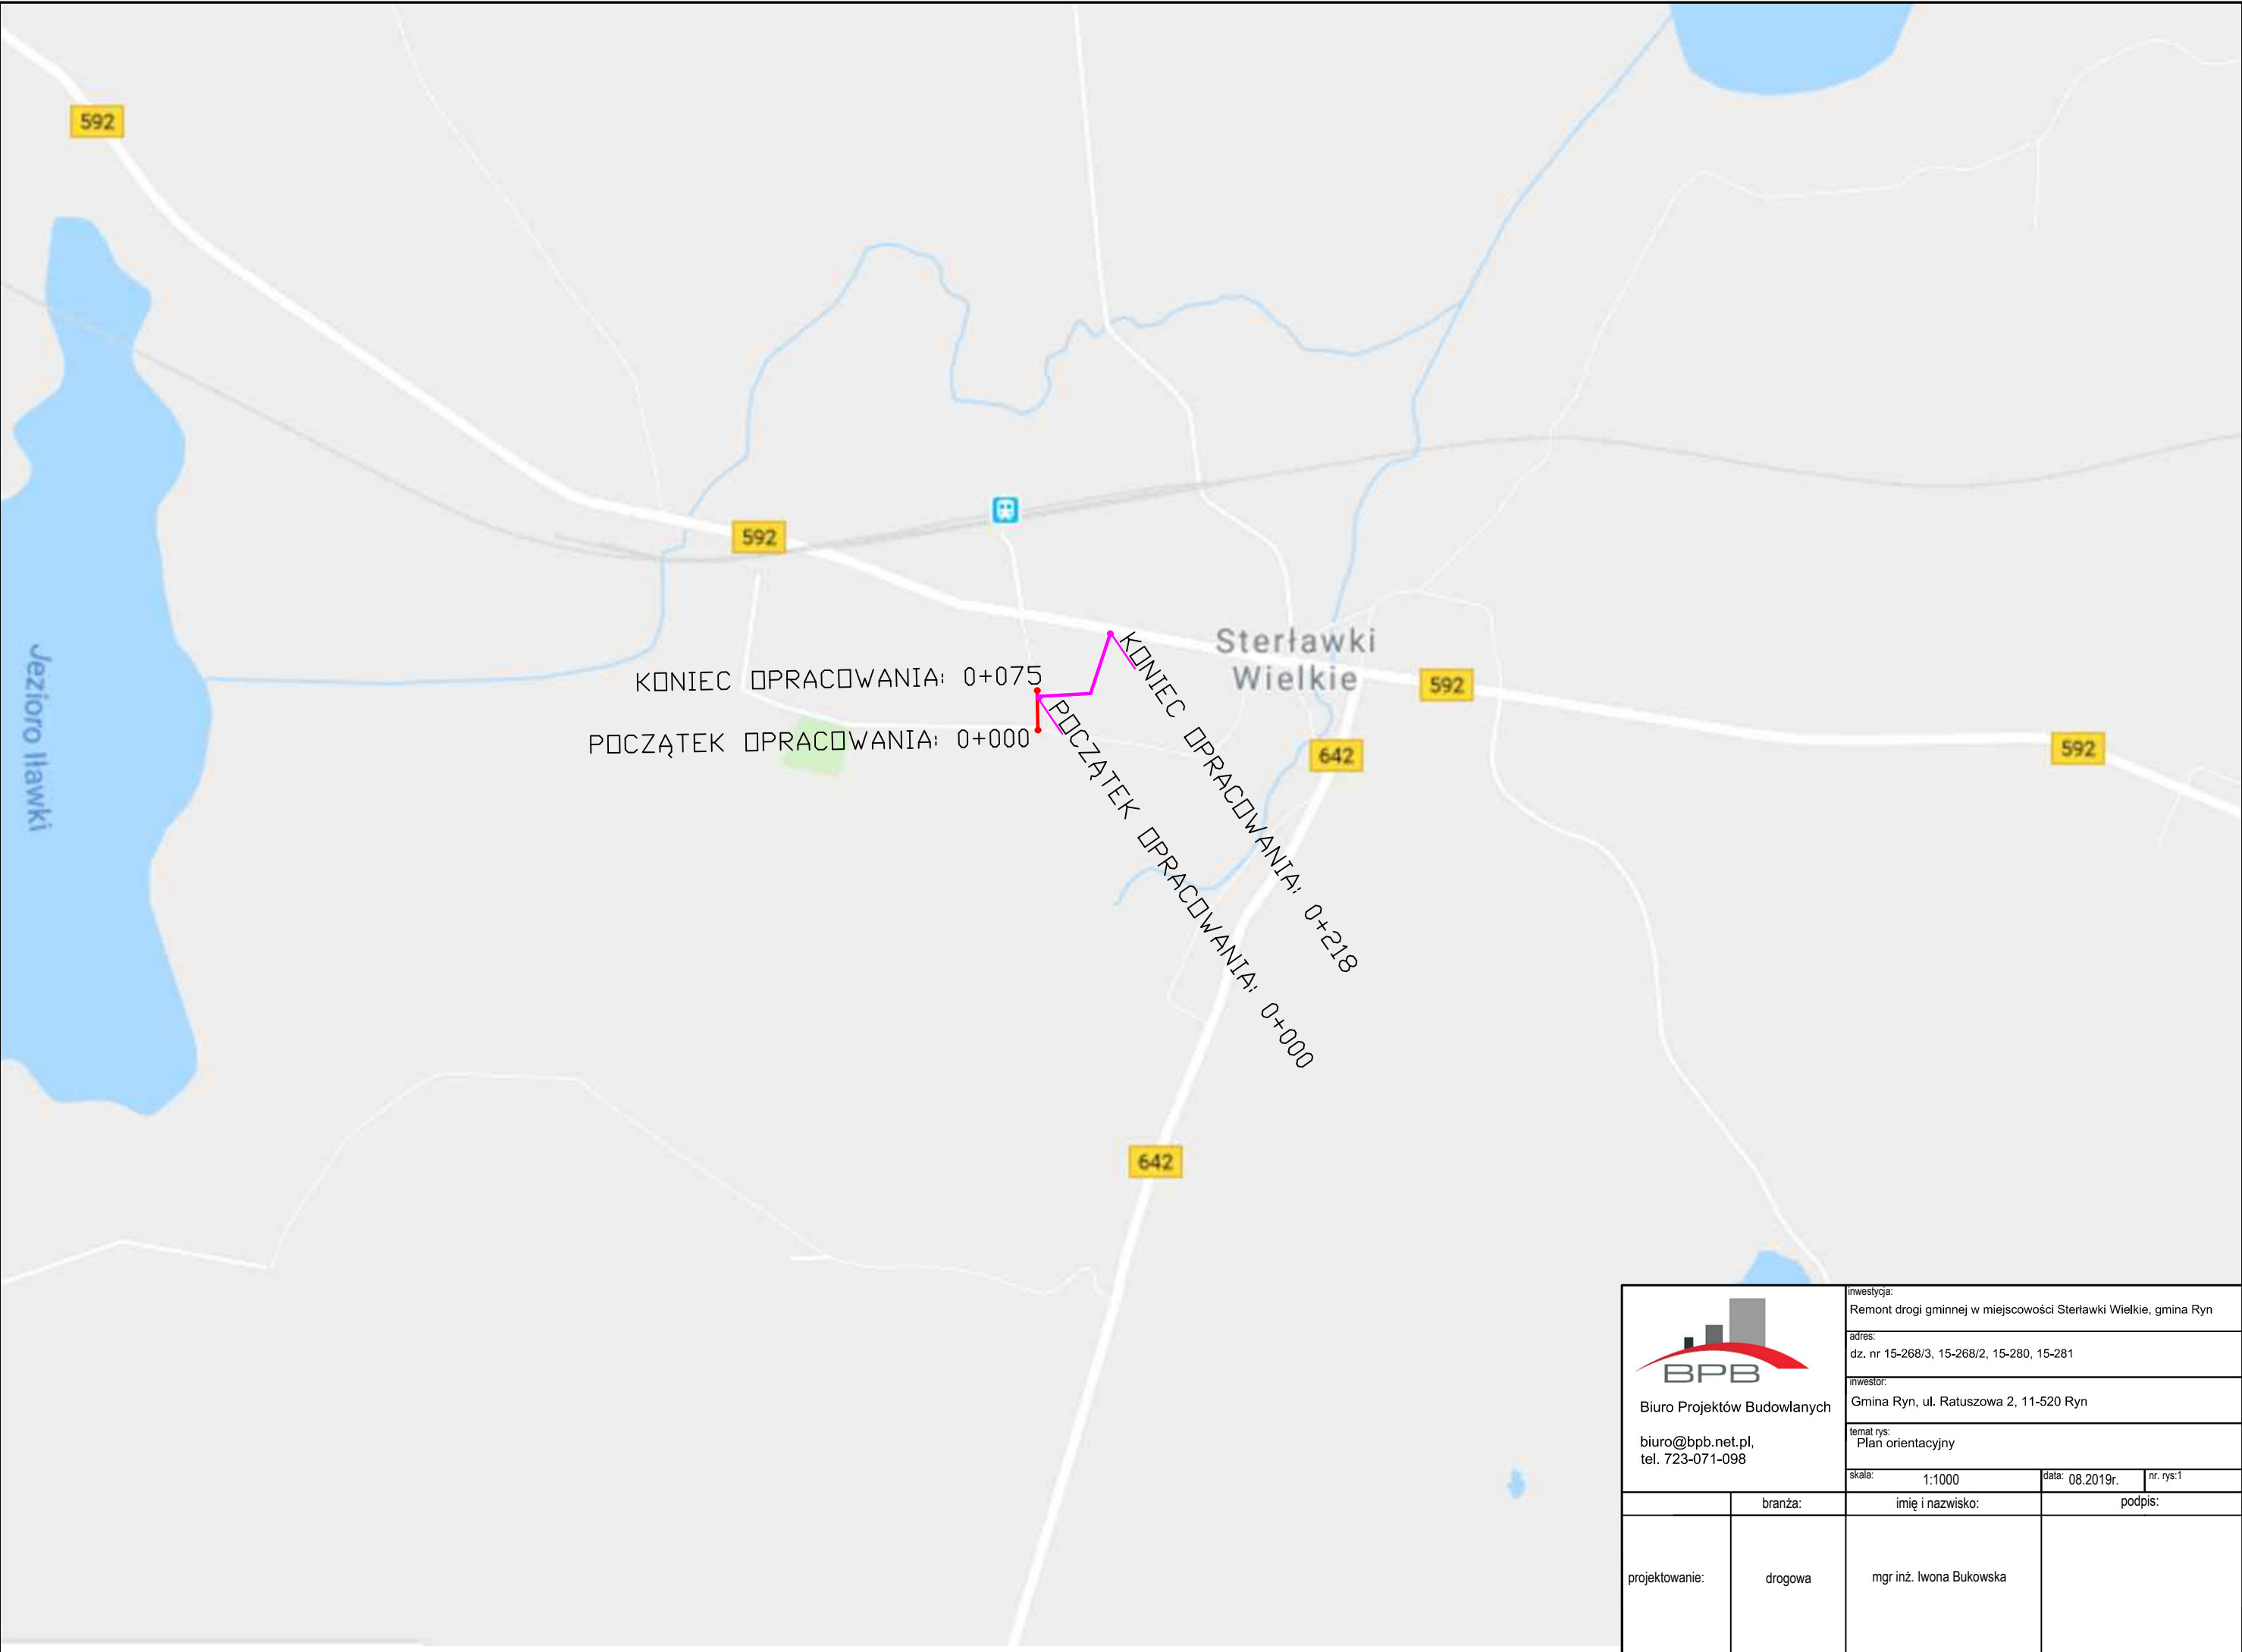 592
592
Jezioro Iławki
Sterławki
Wielkie
592
592
642
642
KONIEC OPRACOWANIA: 0+075
POCZĄTEK OPRACOWANIA: 0+000
KONIEC OPRACOWANIA: 0+218
POCZĄTEK OPRACOWANIA: 0+000
BPB
Biuro Projektów Budowlanych
biuro@bpb.net.pl,
tel. 723-071-098
inwestycja:
Remont drogi gminnej w miejscowości Sterławki Wielkie, gmina Ryn
adres:
dz. nr 15-268/3, 15-268/2, 15-280, 15-281
inwestor:
Gmina Ryn, ul. Ratuszowa 2, 11-520 Ryn
temat rys:
Plan orientacyjny
skala: 1:1000 data: 08.2019r. nr. rys:1
branża: imię i nazwisko: podpis:
projektowanie: drogowa mgr inż. Iwona Bukowska